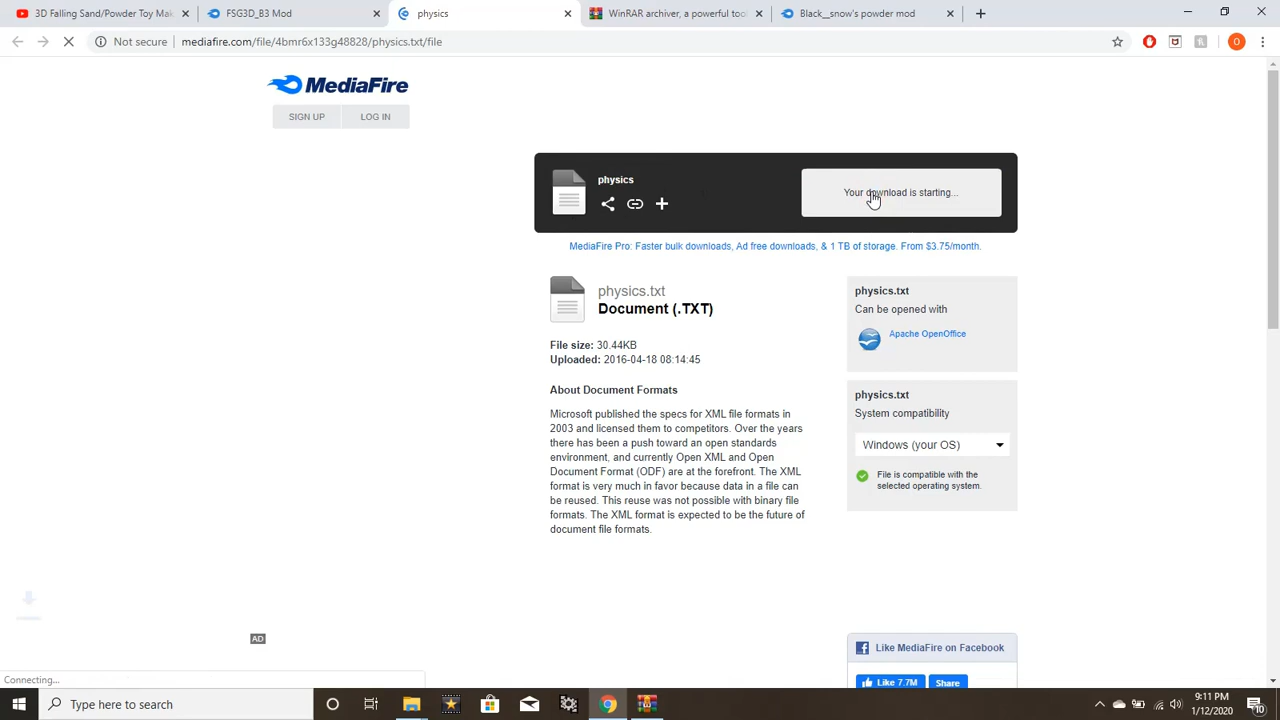 3D Falling Sand/Powder Toy Mak
FSG3D_B3 Mod
physics
WinRAR archiver, a powerful tool
Black__snow's powder mod
Not secure
mediafire.com/file/4bmr6x133g48828/physics.txt/file
O
MediaFire
SIGN UP
LOG IN
physics
Your download is starting...
MediaFire Pro: Faster bulk downloads, Ad free downloads, & 1 TB of storage. From $3.75/month.
physics.txt
Document (.TXT)
File size: 30.44KB
Uploaded: 2016-04-18 08:14:45
About Document Formats
Microsoft published the specs for XML file formats in
2003 and licensed them to competitors. Over the years
there has been a push toward an open standards
environment, and currently Open XML and Open
Document Format (ODF) are at the forefront. The XML
format is very much in favor because data in a file can
be reused. This reuse was not possible with binary file
formats. The XML format is expected to be the future of
document file formats.
physics.txt
Can be opened with
Apache OpenOffice
physics.txt
System compatibility
Windows (your OS)
File is compatible with the
selected operating system.
AD
Like MediaFire on Facebook
Like 7.7M
Share
Connecting...
Type here to search
9:11 PM
1/12/2020
10